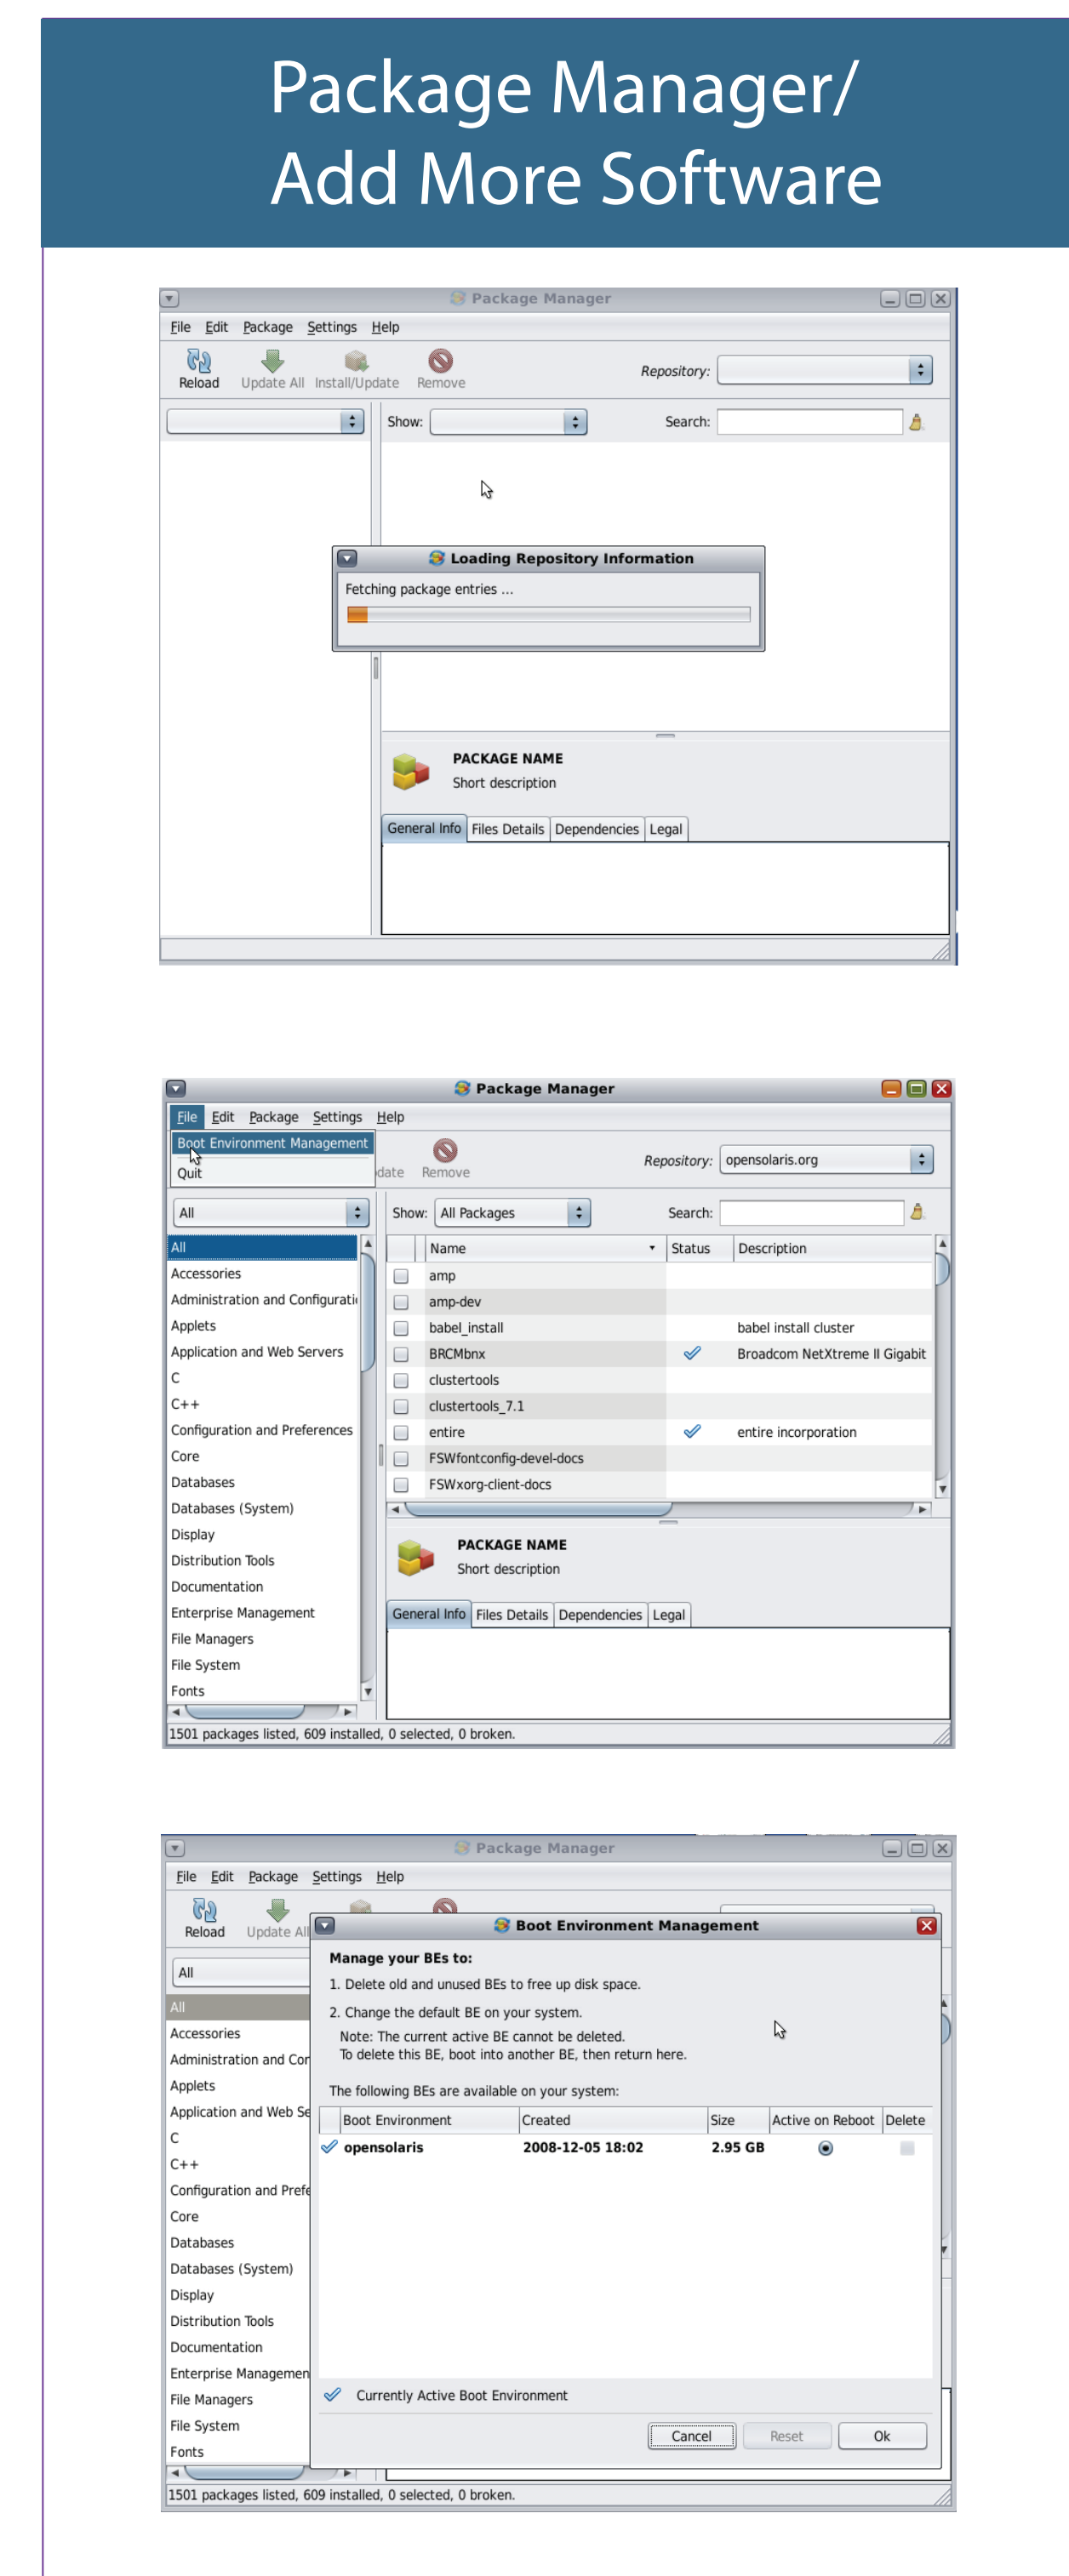 Package Manager/
Add More Software
Package Manager
File Edit Package Settings Help
Reload Update All Install/Update Remove Repository:
Show: Search:
Loading Repository Information
Fetching package entries ...
PACKAGE NAME
Short description
General Info Files Details Dependencies Legal
Package Manager
File Edit Package Settings Help
Boot Environment Management
Quit
date Remove Repository: opensolaris.org
All Show: All Packages Search:
All Name Status Description
Accessories amp
Administration and Configurati amp-dev
Applets babel_install babel install cluster
Application and Web Servers BRCMbnx Broadcom NetXtreme II Gigabit
C clustertools
C++ clustertools_7.1
Configuration and Preferences entire entire incorporation
Core FSWfontconfig-devel-docs
Databases FSWxorg-client-docs
Databases (System)
Display PACKAGE NAME
Distribution Tools Short description
Documentation
Enterprise Management General Info Files Details Dependencies Legal
File Managers
File System
Fonts
1501 packages listed, 609 installed, 0 selected, 0 broken.
Package Manager
File Edit Package Settings Help
Reload Update All
All
All
Accessories
Administration and Cor
Applets
Application and Web Se
C
C++
Configuration and Prefe
Core
Databases
Databases (System)
Display
Distribution Tools
Documentation
Enterprise Managemen
File Managers
File System
Fonts
Boot Environment Management
Manage your BEs to:
1. Delete old and unused BEs to free up disk space.
2. Change the default BE on your system.
Note: The current active BE cannot be deleted.
To delete this BE, boot into another BE, then return here.
The following BEs are available on your system:
Boot Environment Created Size Active on Reboot Delete
opensolaris 2008-12-05 18:02 2.95 GB
Currently Active Boot Environment
Cancel Reset Ok
1501 packages listed, 609 installed, 0 selected, 0 broken.